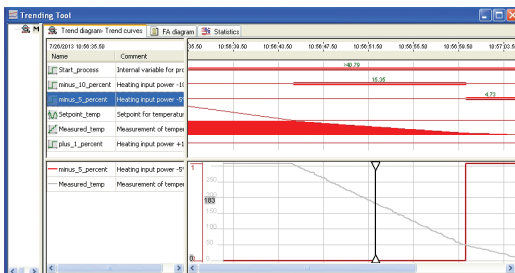 Trending Tool
M
Trend diagram- Trend curves FA diagram Statistics
7/26/2013 10:56:35.50
35.50 10:56:39.50 10:56:43.50 10:56:47.50 10:56:51.50 10:56:55.50 10:56:59.50 10:57:03.5
Name Comment
Start_process Internal variable for pro
>40.79
minus_10_percent Heating input power -10
15.35
minus_5_percent Heating input power -5
4.73
Setpoint_temp Setpoint for temperatur
Measured_temp Measurement of temper
plus_1_percent Heating input power +1
minus_5_percent Heating input power -5
Measured_temp Measurement of temper
1
250
200
183
150
100
50
0
0